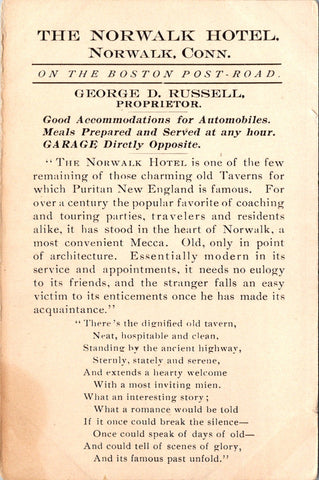 THE NORWALK HOTEL,
NORWALK, CONN.
ON THE BOSTON POST-ROAD.
GEORGE D. RUSSELL,
PROPRIETOR.
Good Accommodations for Automobiles.
Meals Prepared and Served at any hour.
GARAGE Dirctly Opposite.
"THE NORWALK HOTEL is one of the few
remaining of those charming old Taverns for
which Puritan New England is famous. For
over a century the popular favorite of coaching
and touring parties, travelers and residents
alike, it has stood in the heart of Norwalk, a
most convenient Mecca. Old, only in point
of architecture. Essentially modern in its
service and appointments, it needs no eulogy
to its friends, and the stranger falls an easy
victim to its enticements once he has made its
acquaintance."
"There's the dignified old tavern,
Neat, hospitable and clean,
Standing by the ancient highway,
Sternly, stately and serene,
And extends a hearty welcome
With a most inviting mien.
What an interesting story;
What a romance would be told
If it once could break the silence—
Once could speak of days of old—
And could tell of scenes of glory,
And its famous past unfold."